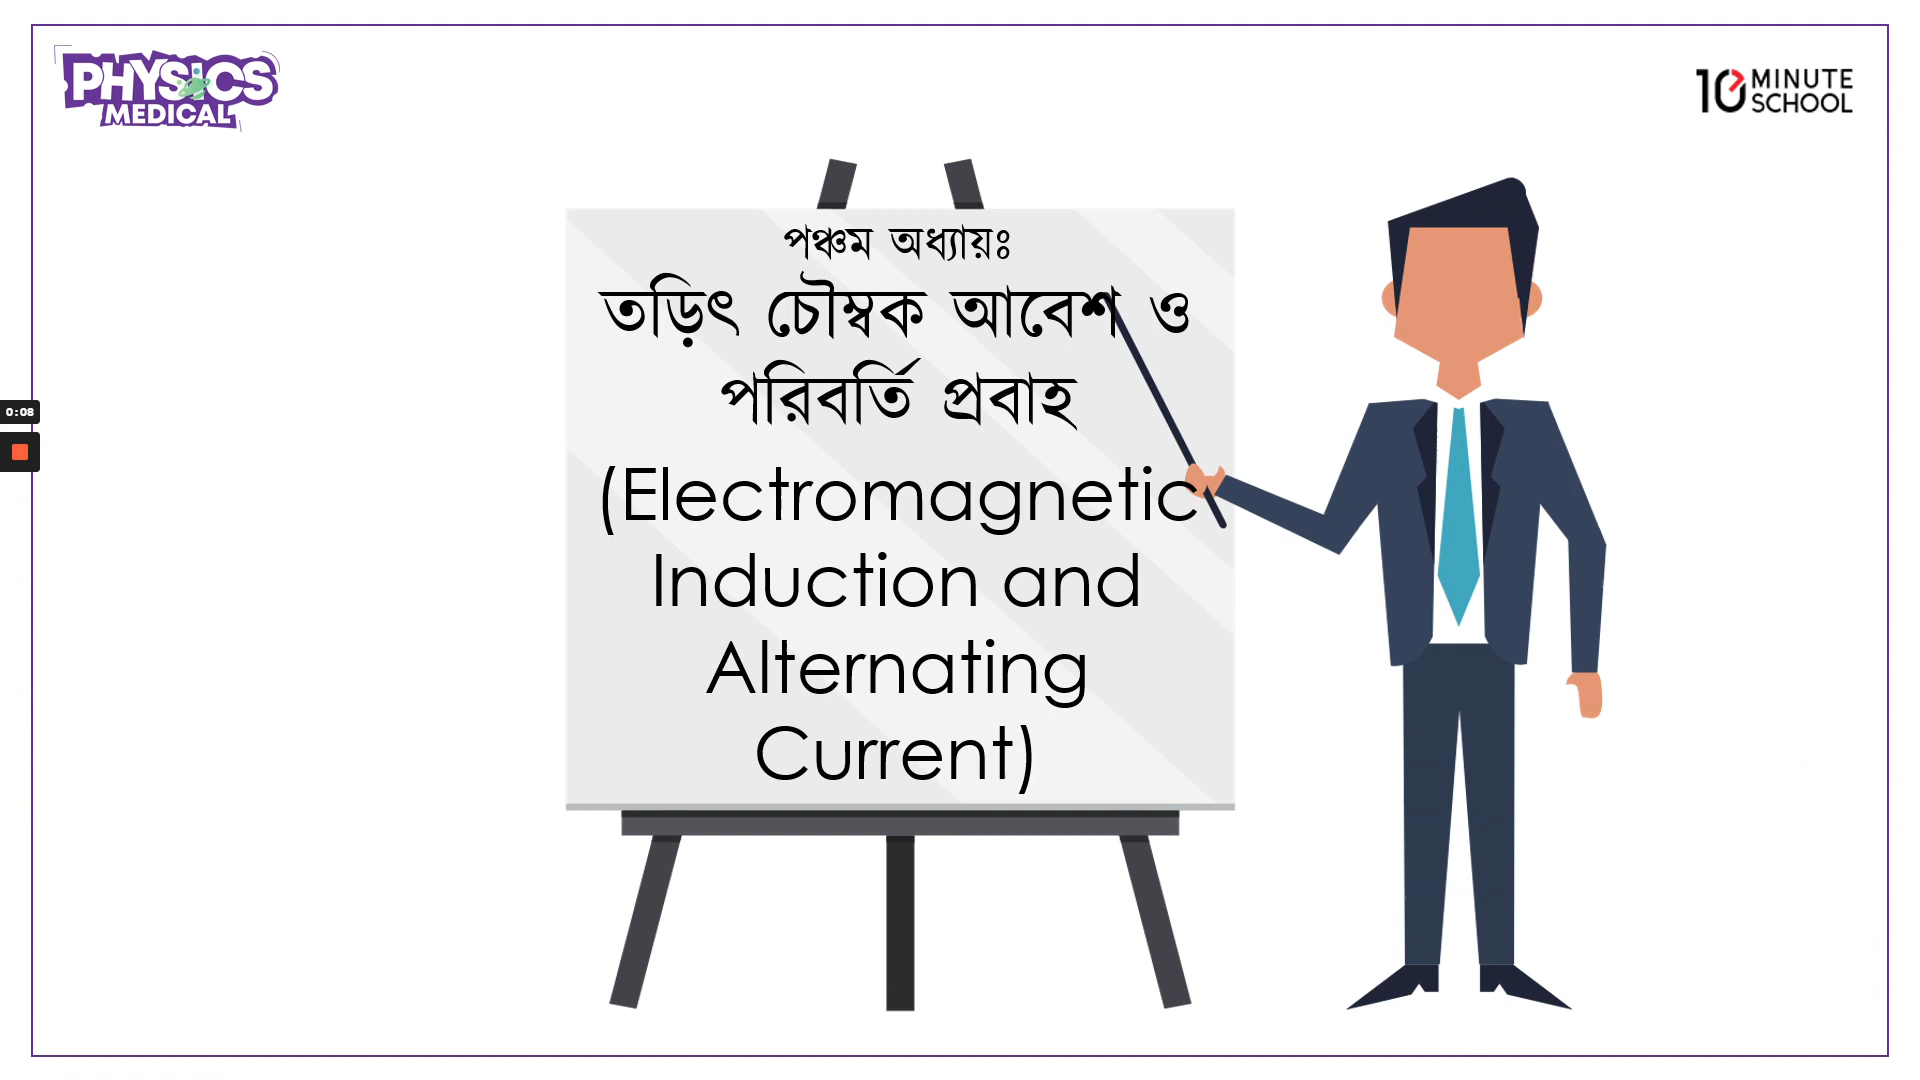 PHYSICS
MEDICAL
10 MINUTE
SCHOOL
পঞ্চম অধ্যায়ঃ
তড়িৎ চৌম্বক আবেশ ও
পরিবর্তি প্রবাহ
(Electromagnetic
Induction and
Alternating
Current)
0:08